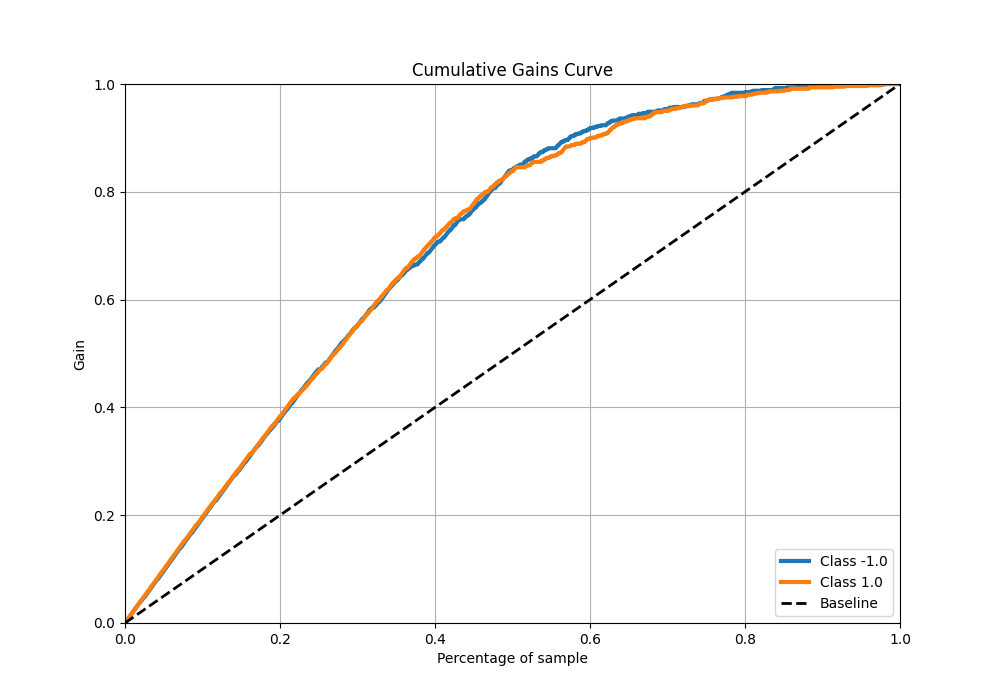 Cumulative Gains Curve
1.0
0.8
0.6
0.4
0.2
0.0
Gain
0.0 0.2 0.4 0.6 0.8 1.0
Percentage of sample
Class -1.0
Class 1.0
Baseline